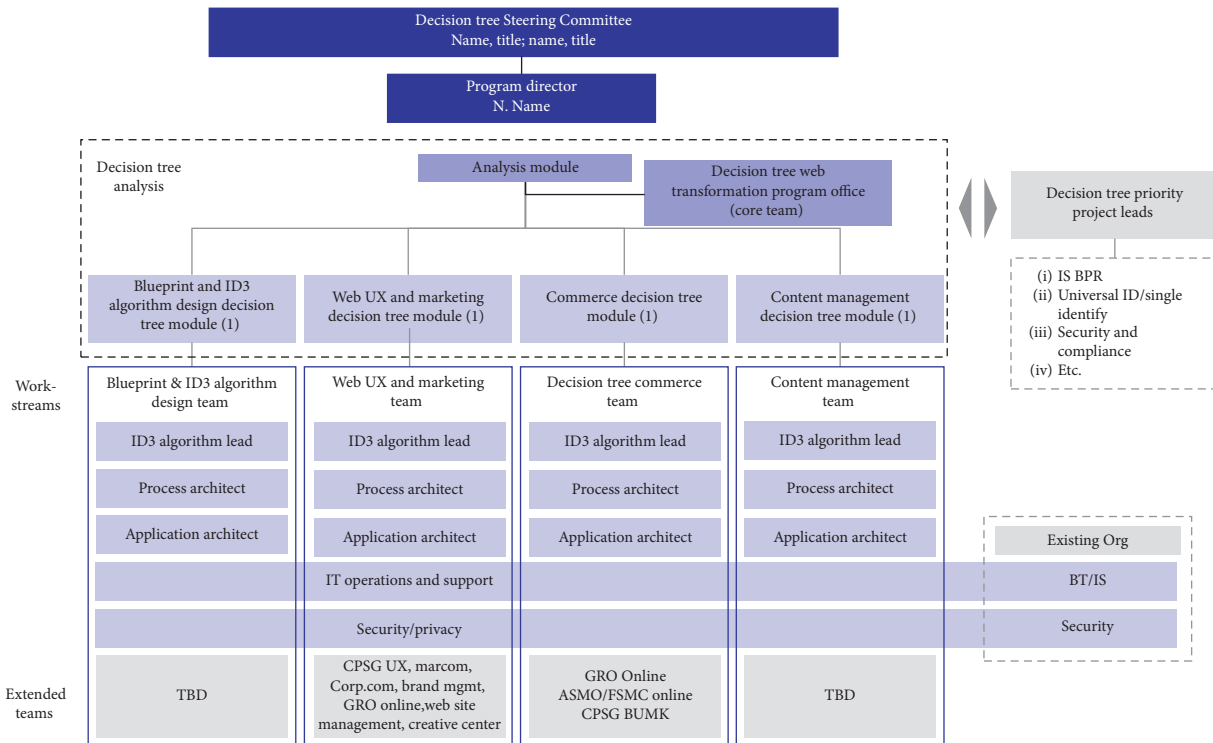 Decision tree Steering Committee
Name, title; name, title
Program director
N. Name
Decision tree
analysis
Analysis module
Decision tree web
transformation program office
(core team)
Decision tree priority
project leads
Blueprint and ID3
algorithm design decision
tree module (1)
Web UX and marketing
decision tree module (1)
Commerce decision tree
module (1)
Content management
decision tree module (1)
(i) IS BPR
(ii) Universal ID/single
identify
(iii) Security and
compliance
(iv) Etc.
Work-
streams
Blueprint & ID3 algorithm
design team
Web UX and marketing
team
Decision tree commerce
team
Content management
team
ID3 algorithm lead
ID3 algorithm lead
ID3 algorithm lead
ID3 algorithm lead
Process architect
Process architect
Process architect
Process architect
Application architect
Application architect
Application architect
Application architect
Existing Org
IT operations and support
BT/IS
Security/privacy
Security
Extended
teams
TBD
CPSG UX, marcom,
Corp.com, brand mgmt,
GRO online,web site
management, creative center
GRO Online
ASMO/FSMC online
CPSG BUMK
TBD